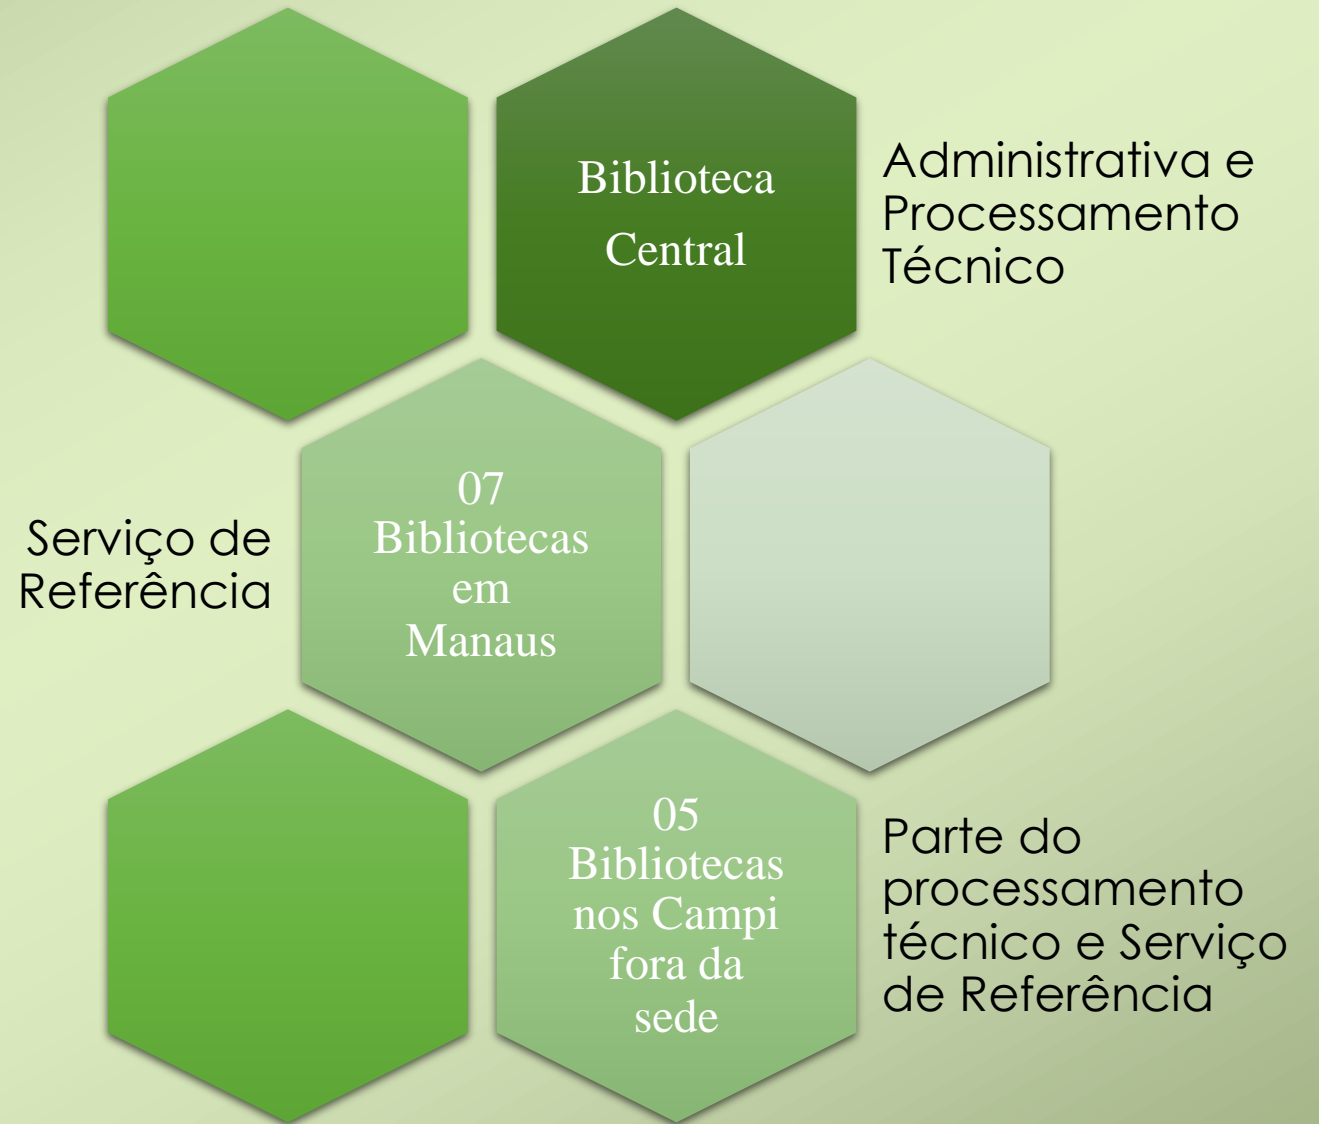 Biblioteca
Central
Administrativa e
Processamento
Técnico
Serviço de
Referência
07
Bibliotecas
em
Manaus
05
Bibliotecas
nos Campi
fora da
sede
Parte do
processamento
técnico e Serviço
de Referência